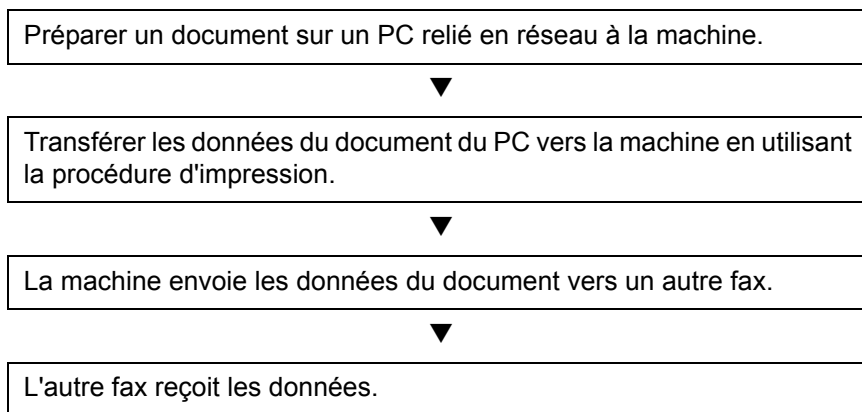 Préparer un document sur un PC relié en réseau à la machine.
▼
Transférer les données du document du PC vers la machine en utilisant
la procédure d'impression.
▼
La machine envoie les données du document vers un autre fax.
▼
L'autre fax reçoit les données.